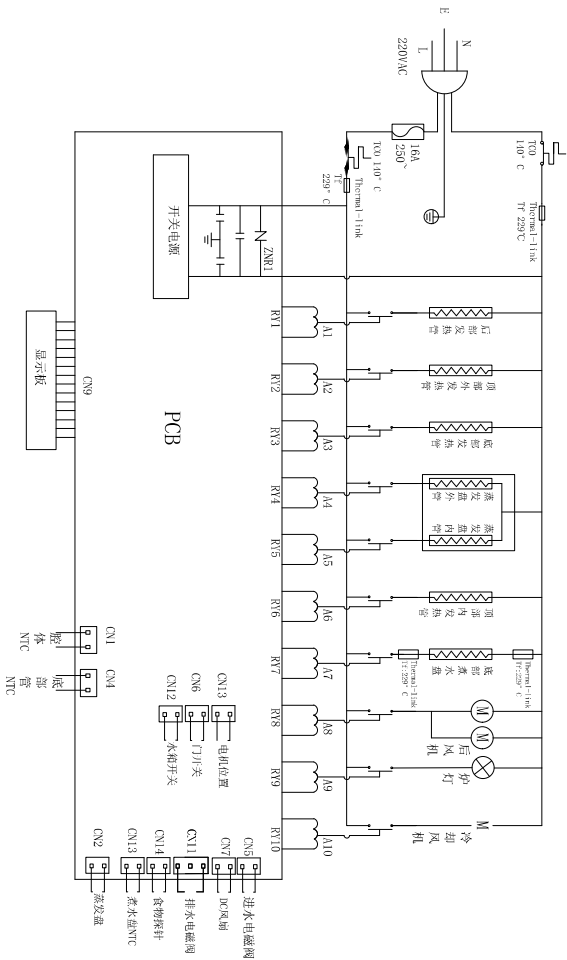 E
N
L
220VAC
16A
250~
TCO
140° C
TCO 140° C
Thermal-link
Tf 229℃
Thermal-link
Tf
229° C
开关电源
ZNR1
显示板
CN9
PCB
RY1
A1
后部发热管
RY2
A2
顶部外发热管
RY3
A3
底部发热管
RY4
A4
蒸发盘外管
RY5
A5
蒸发盘内管
RY6
A6
顶部内发热管
RY7
A7
底部煮水盘
Thermal-link
Tf:229° C
Thermal-link
Tf:229° C
RY8
A8
M
M
后风机
RY9
A9
炉灯
RY10
A10
M
冷却风机
CN1
腔体
NTC
CN4
底部管
NTC
CN12
水箱开关
CN6
门开关
CN13
电机位置
CN2
蒸发盘
CN13
煮水盘NTC
CN14
食物探针
CN11
排水电磁阀
CN7
DC风扇
CN5
进水电磁阀